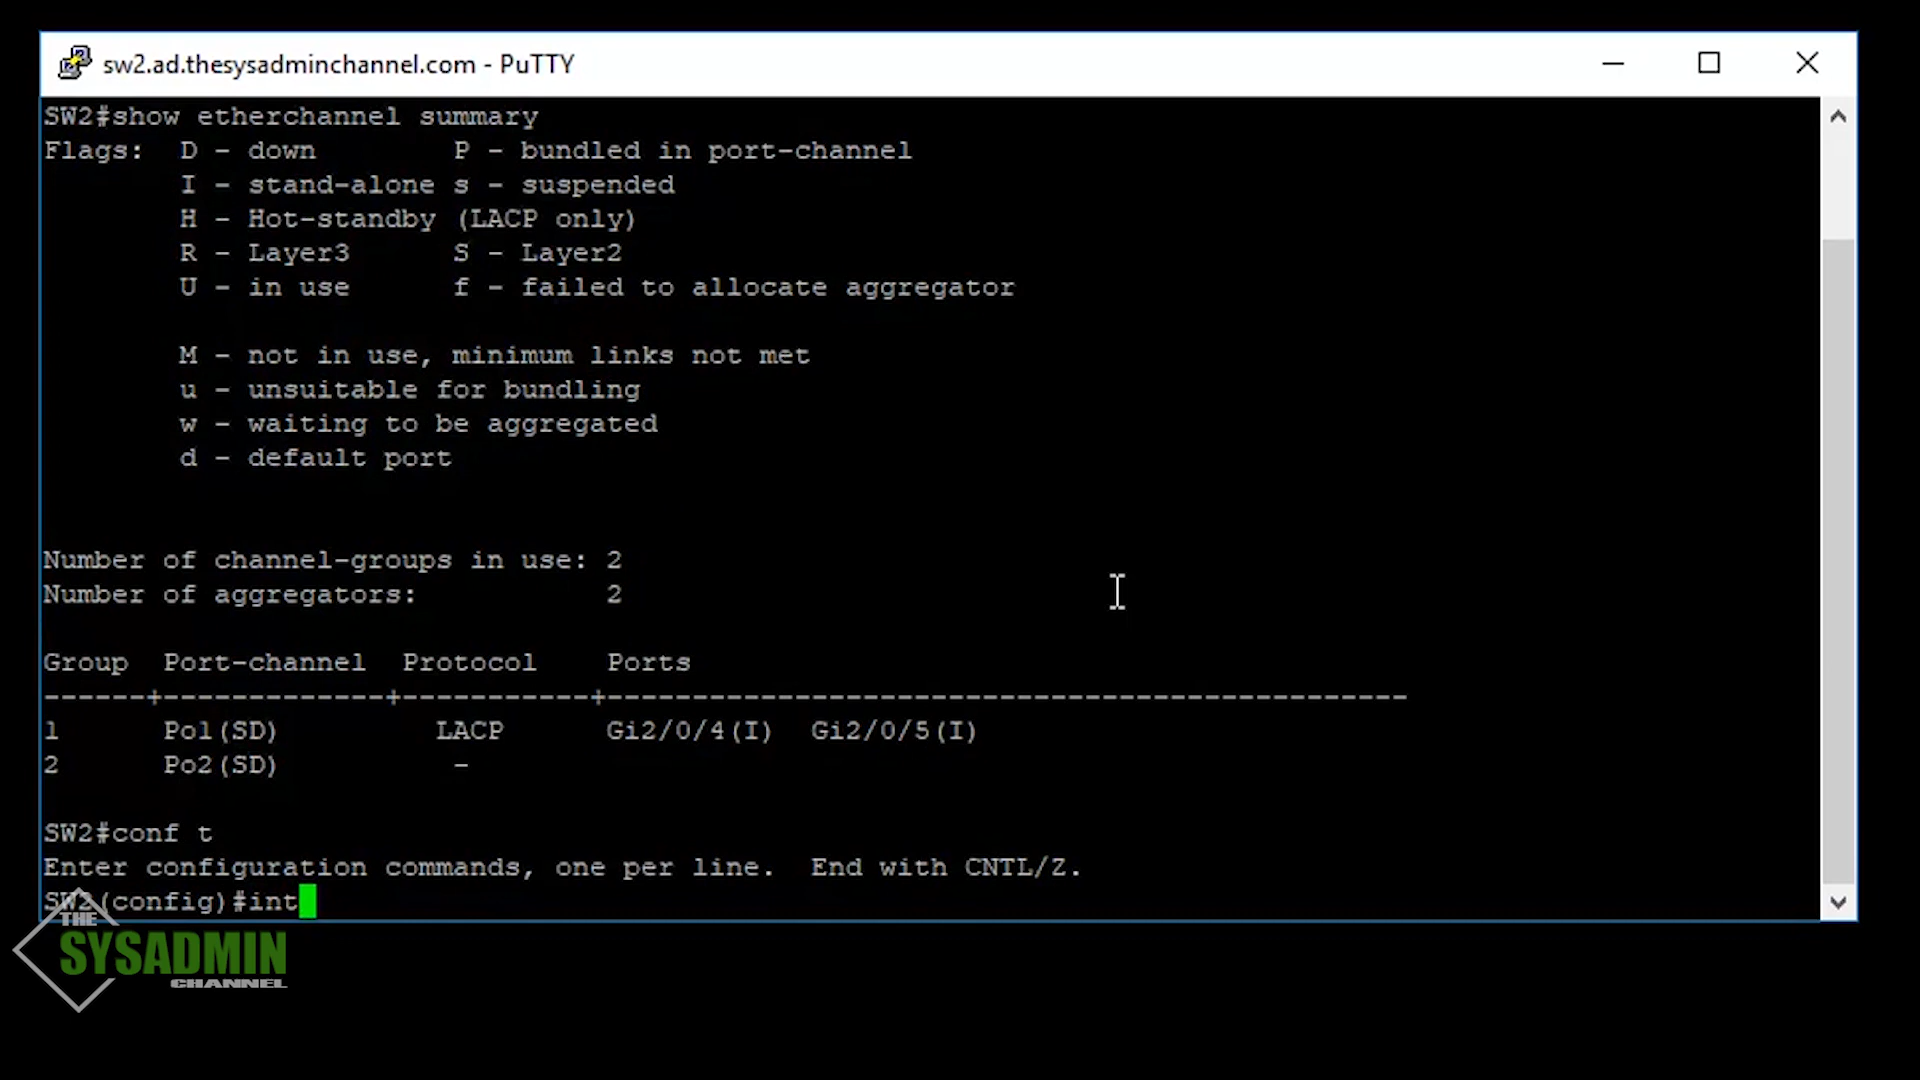 sw2.ad.thesysadminchannel.com - PuTTY
SW2#show etherchannel summary
Flags:  D - down        P - bundled in port-channel
        I - stand-alone s - suspended
        H - Hot-standby (LACP only)
        R - Layer3      S - Layer2
        U - in use      f - failed to allocate aggregator
        M - not in use, minimum links not met
        u - unsuitable for bundling
        w - waiting to be aggregated
        d - default port
Number of channel-groups in use: 2
Number of aggregators:           2
Group  Port-channel  Protocol    Ports
------+-------------+-----------+-----------------------------------------------
1      Po1(SD)         LACP      Gi2/0/4(I)  Gi2/0/5(I)
2      Po2(SD)          -
SW2#conf t
Enter configuration commands, one per line.  End with CNTL/Z.
SW2(config)#int
THE
SYSADMIN
CHANNEL